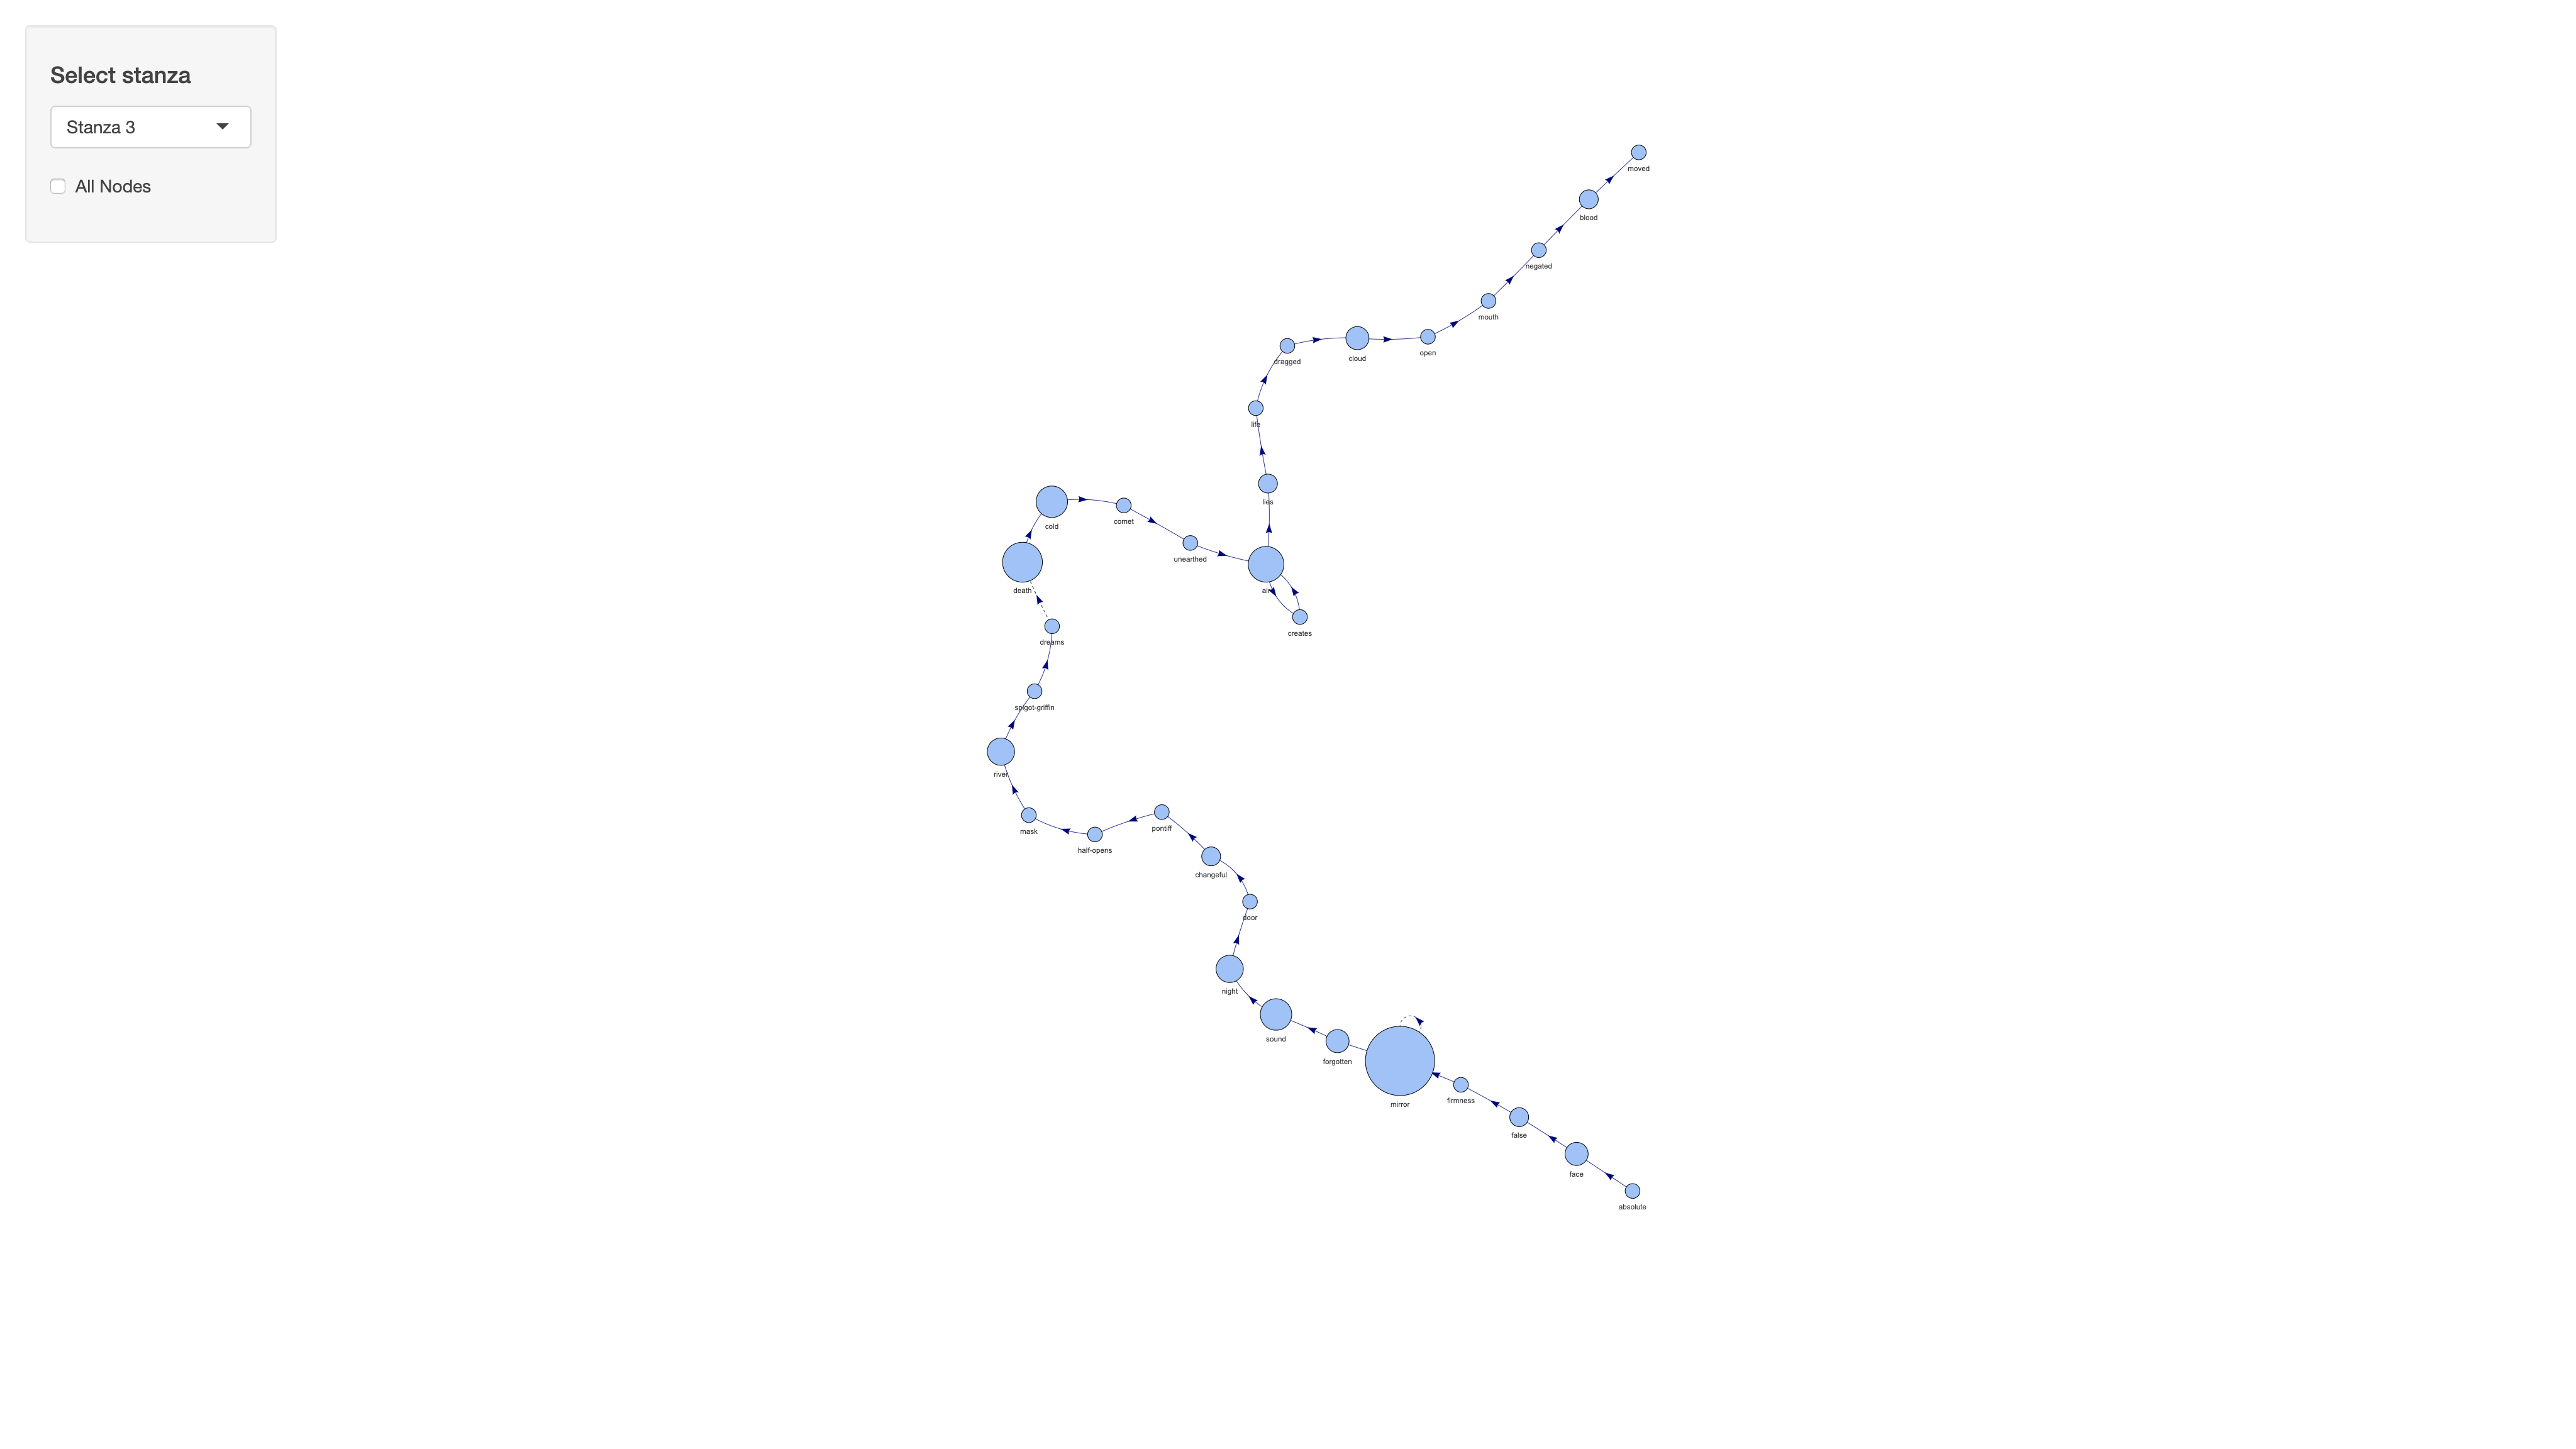 Select stanza
Stanza 3
All Nodes
moved
blood
negated
mouth
open
cloud
dragged
life
lies
cold
comet
unearthed
air
death
creates
dreams
spigot-griffin
river
mask
half-opens
pontiff
changeful
door
night
sound
forgotten
mirror
firmness
false
face
absolute